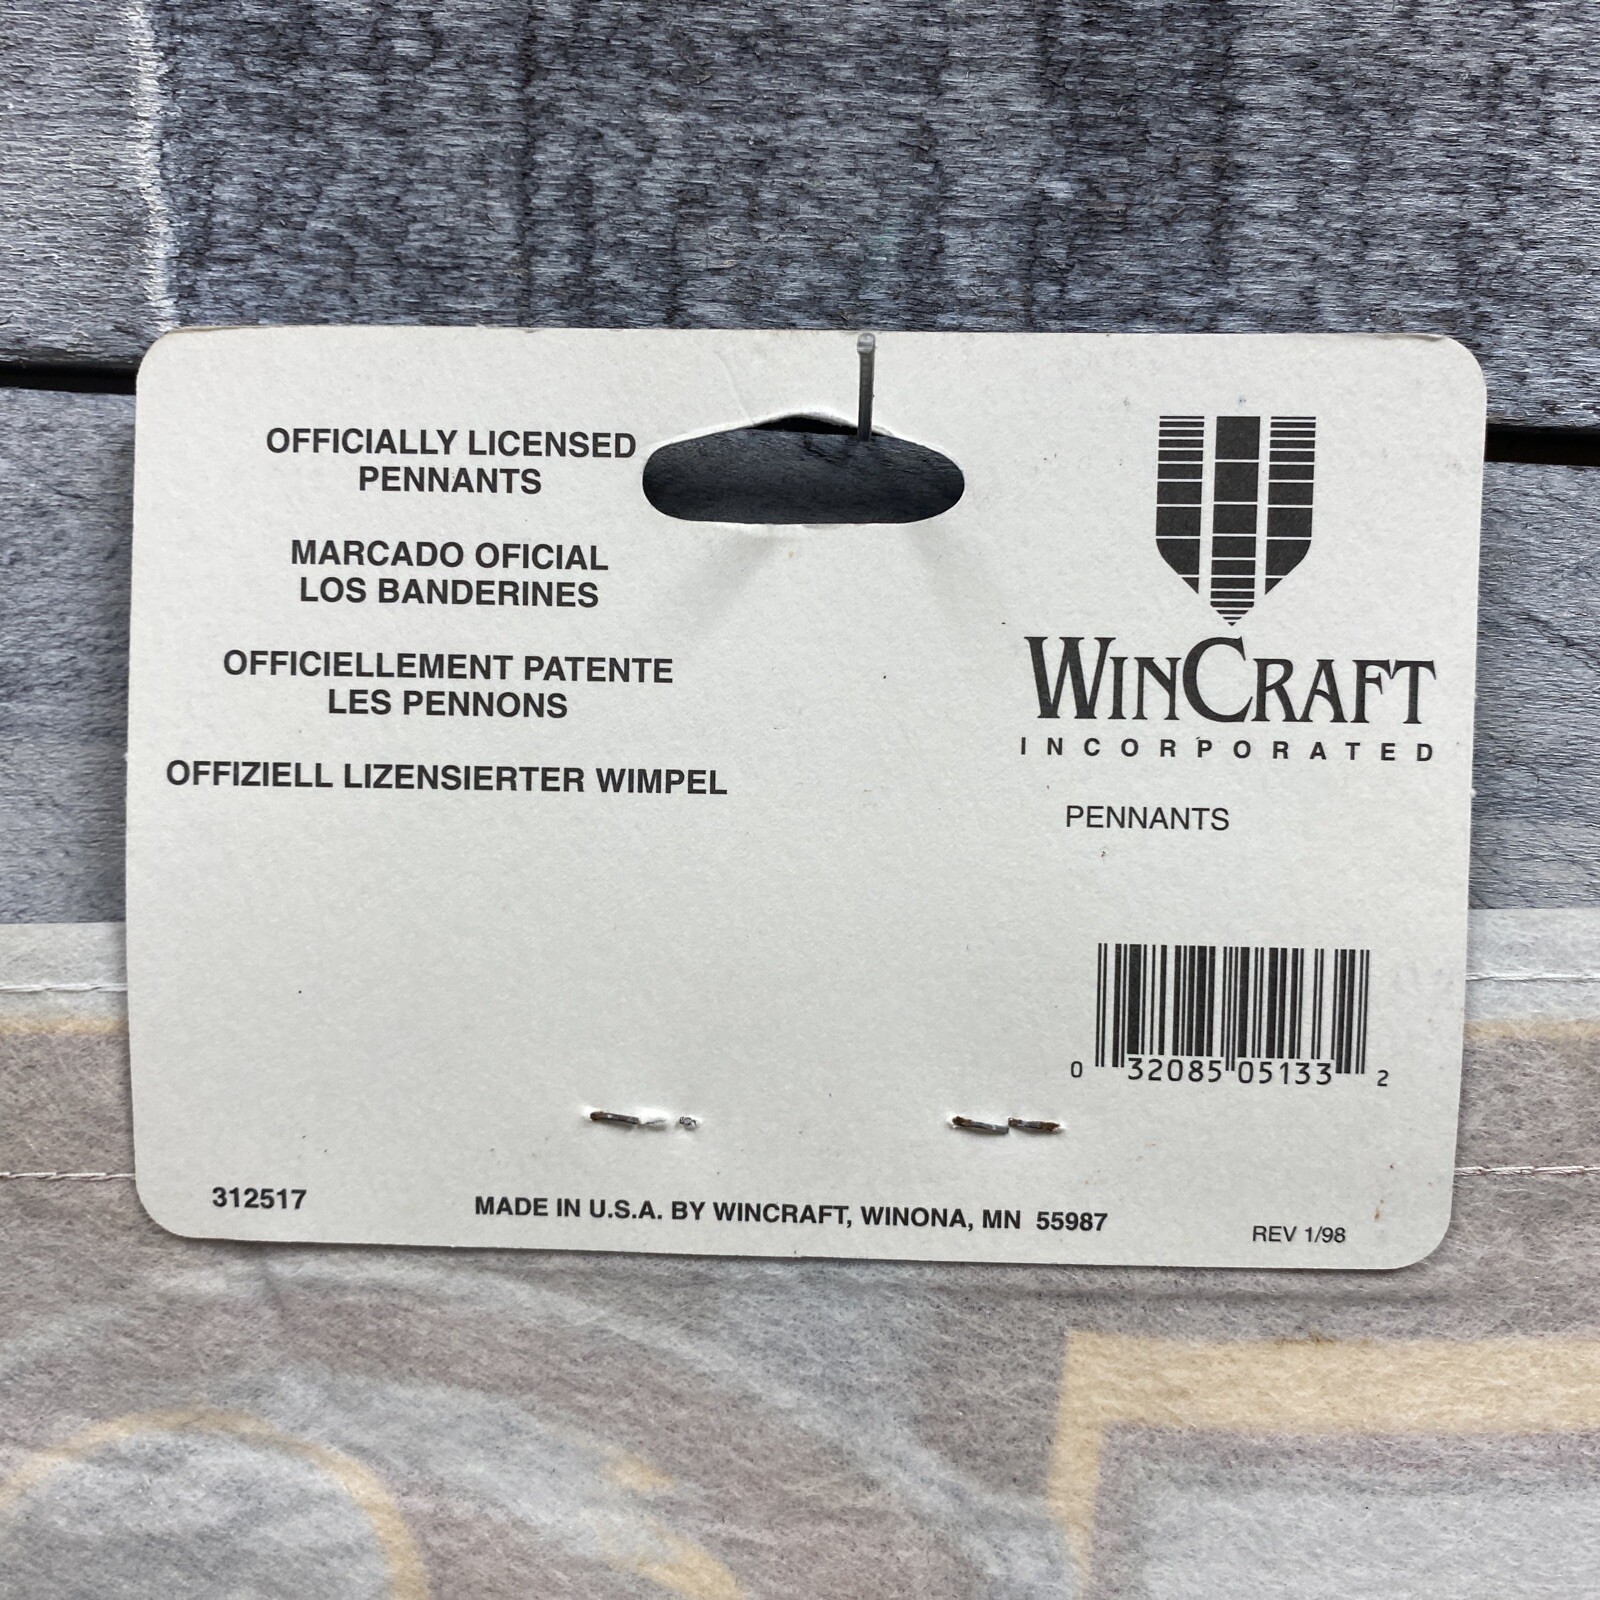 OFFICIALLY LICENSED
PENNANTS
MARCADO OFICIAL
LOS BANDERINES
OFFICIELLEMENT PATENTE
LES PENNONS
OFFIZIELL LIZENSIERTER WIMPEL
WINCRAFT
INCORPORATED
PENNANTS
0 32085 05133 2
312517
MADE IN U.S.A. BY WINCRAFT, WINONA, MN 55987
REV 1/98